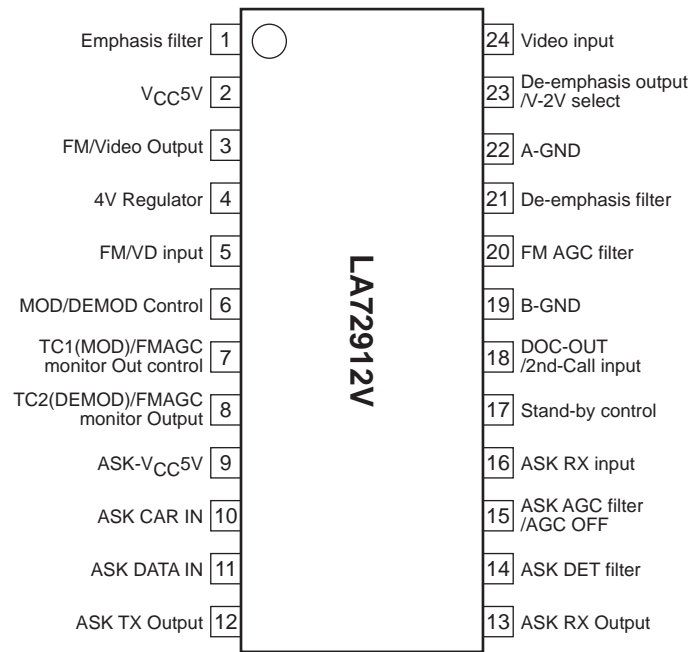 Emphasis filter 1
VCC5V 2
FM/Video Output 3
4V Regulator 4
FM/VD input 5
MOD/DEMOD Control 6
TC1(MOD)/FMAGC
monitor Out control 7
TC2(DEMOD)/FMAGC
monitor Output 8
ASK-VCC5V 9
ASK CAR IN 10
ASK DATA IN 11
ASK TX Output 12
LA72912V
24 Video input
23 De-emphasis output
/V-2V select
22 A-GND
21 De-emphasis filter
20 FM AGC filter
19 B-GND
18 DOC-OUT
/2nd-Call input
17 Stand-by control
16 ASK RX input
15 ASK AGC filter
/AGC OFF
14 ASK DET filter
13 ASK RX Output